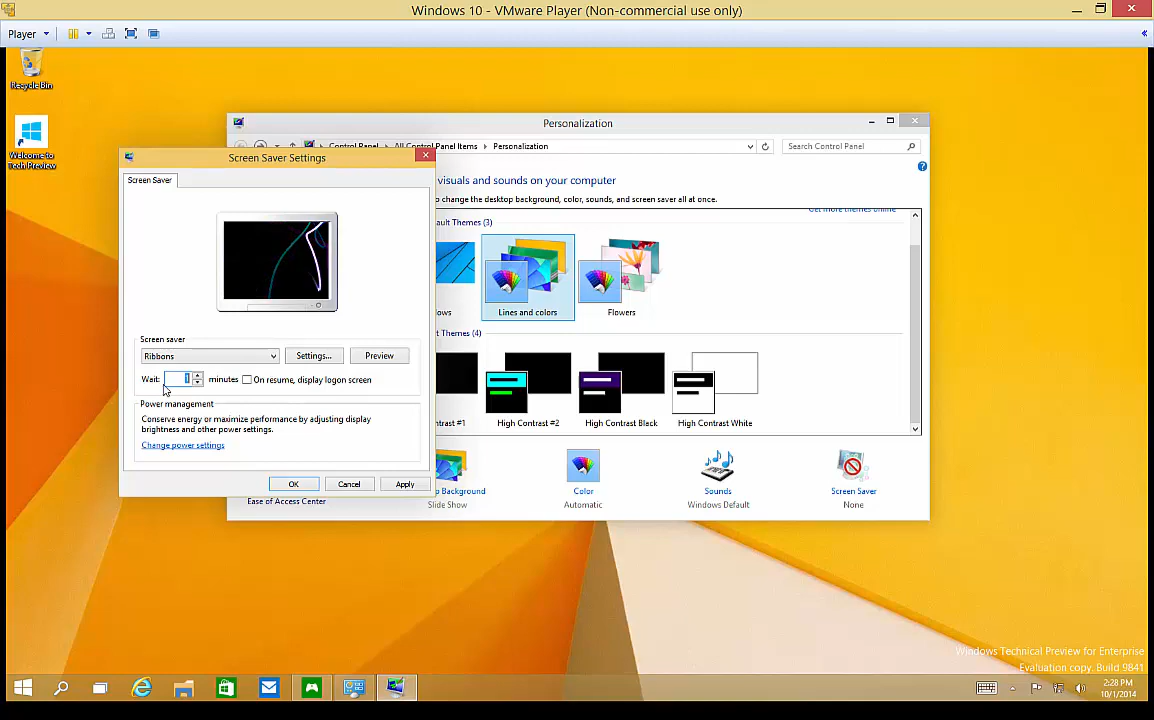 Windows 10 - VMware Player (Non-commercial use only)
Player
Recycle Bin
Welcome to
Tech Preview
Personalization
Control Panel All Control Panel Items Personalization
Search Control Panel
visuals and sounds on your computer
to change the desktop background, color, sounds, and screen saver all at once.
Get more themes online
ault Themes (3)
ows
Lines and colors
Flowers
t Themes (4)
trast #1
High Contrast #2
High Contrast Black
High Contrast White
p Background
Slide Show
Color
Automatic
Sounds
Windows Default
Screen Saver
None
Ease of Access Center
Screen Saver Settings
Screen Saver
Screen saver
Ribbons
Settings...
Preview
Wait: 1 minutes On resume, display logon screen
Power management
Conserve energy or maximize performance by adjusting display
brightness and other power settings.
Change power settings
OK
Cancel
Apply
Windows Technical Preview for Enterprise
Evaluation copy. Build 9841
2:28 PM
10/1/2014